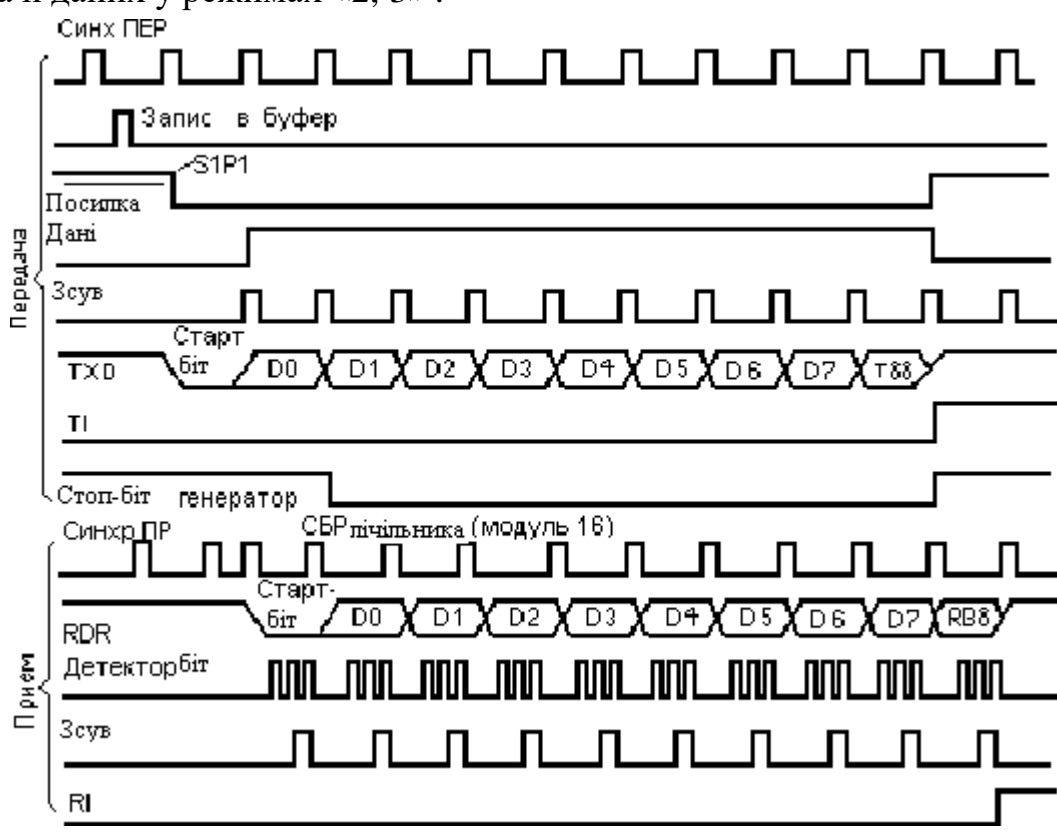 а й даних у режимах «2, 3» .
Синх ПЕР
Запис в буфер
S1P1
Посилка
Дані
Зсув
Старт
біт
TXD D0 D1 D2 D3 D4 D5 D6 D7 T88
TI
Стоп-біт генератор
Передача
Синхр ПР СБР лічільника (модуль 16)
Старт-
біт D0 D1 D2 D3 D4 D5 D6 D7 RB8
RDR
Детектор біт
Зсув
RI
Прием